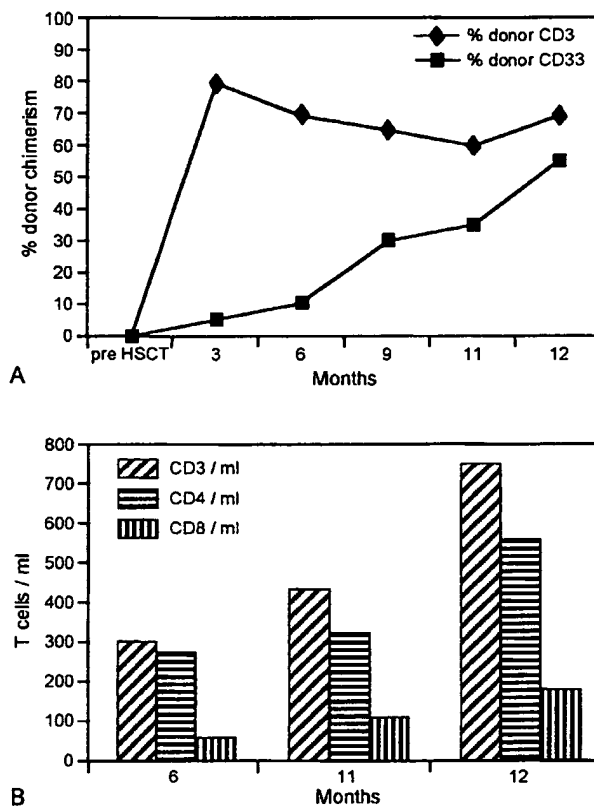 100
90
80
70
60
50
40
30
20
10
0
% donor chimerism
% donor CD3
% donor CD33
pre HSCT 3 6 9 11 12
Months
A
800
700
600
500
400
300
200
100
0
T cells / ml
CD3 / ml
CD4 / ml
CD8 / ml
6 11 12
Months
B